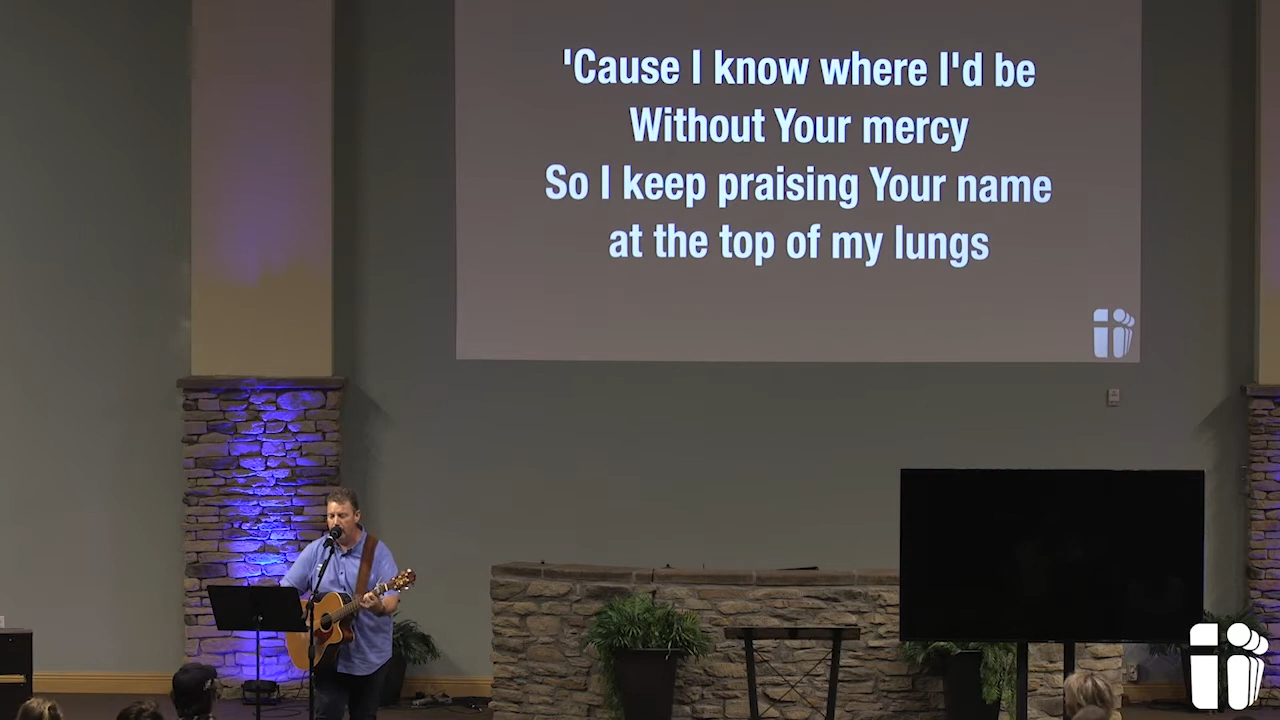 'Cause I know where I'd be
Without Your mercy
So I keep praising Your name
at the top of my lungs